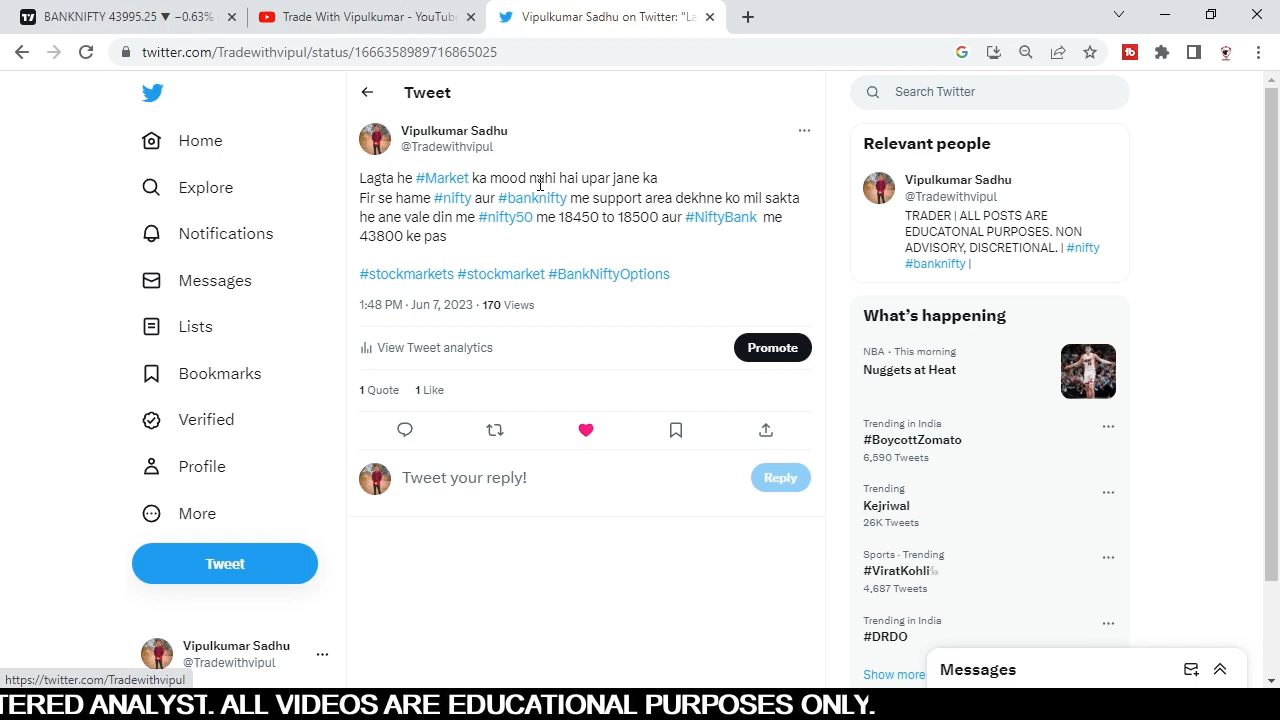 BANKNIFTY 43995.25 ▼ −0.63%
Trade With Vipulkumar - YouTube
Vipulkumar Sadhu on Twitter: "La
twitter.com/Tradewithvipul/status/1666358989716865025
Home
Explore
Notifications
Messages
Lists
Bookmarks
Verified
Profile
More
Tweet
Vipulkumar Sadhu
@Tradewithvipul
https://twitter.com/Tradewithvipul
Tweet
Vipulkumar Sadhu
@Tradewithvipul
Lagta he #Market ka mood nahi hai upar jane ka
Fir se hame #nifty aur #banknifty me support area dekhne ko mil sakta
he ane vale din me #nifty50 me 18450 to 18500 aur #NiftyBank me
43800 ke pas
#stockmarkets #stockmarket #BankNiftyOptions
1:48 PM · Jun 7, 2023 · 170 Views
View Tweet analytics
Promote
1 Quote 1 Like
Tweet your reply!
Reply
Search Twitter
Relevant people
Vipulkumar Sadhu
@Tradewithvipul
TRADER | ALL POSTS ARE
EDUCATONAL PURPOSES. NON
ADVISORY, DISCRETIONAL. | #nifty
#banknifty |
What's happening
NBA · This morning
Nuggets at Heat
Trending in India
#BoycottZomato
6,590 Tweets
Trending
Kejriwal
26K Tweets
Sports · Trending
#ViratKohli
4,687 Tweets
Trending in India
#DRDO
Show more
Messages
TERED ANALYST. ALL VIDEOS ARE EDUCATIONAL PURPOSES ONLY.